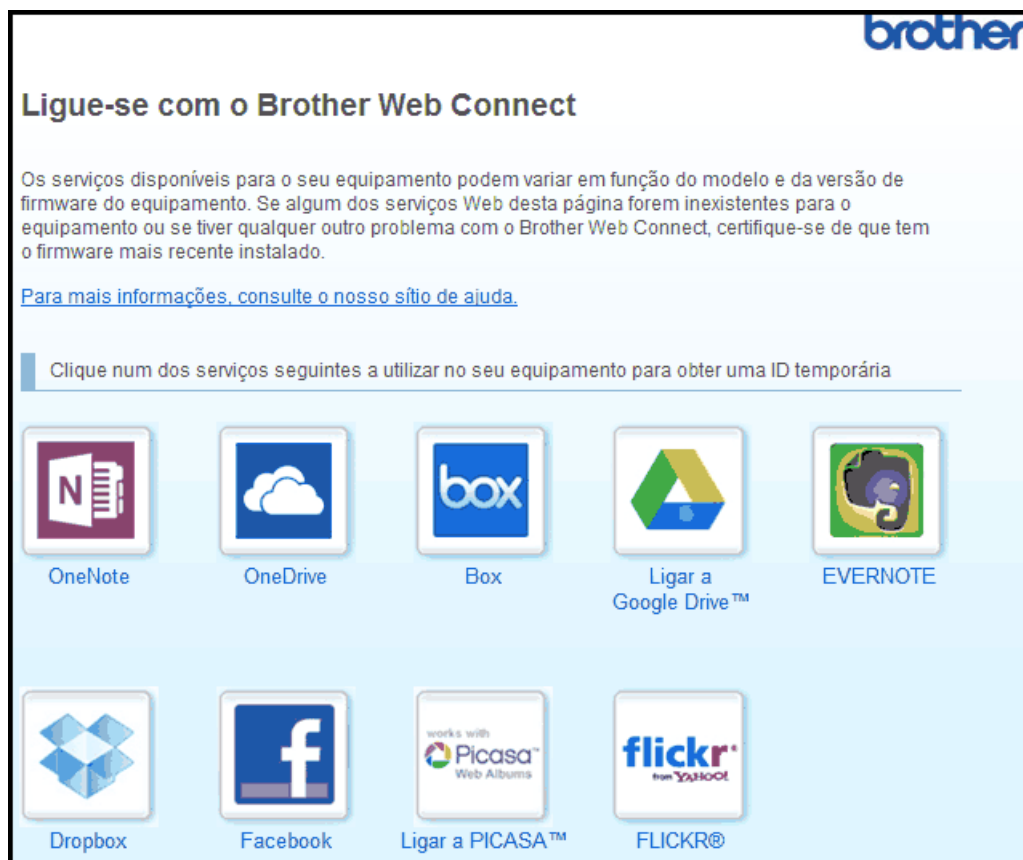 brother
Ligue-se com o Brother Web Connect
Os serviços disponíveis para o seu equipamento podem variar em função do modelo e da versão de
firmware do equipamento. Se algum dos serviços Web desta página forem inexistentes para o
equipamento ou se tiver qualquer outro problema com o Brother Web Connect, certifique-se de que tem
o firmware mais recente instalado.
Para mais informações, consulte o nosso sítio de ajuda.
Clique num dos serviços seguintes a utilizar no seu equipamento para obter uma ID temporária
N
box
OneNote
OneDrive
Box
Ligar a
Google Drive™
EVERNOTE
f
works with
Picasa™
Web Albums
flickr
from YAHOO!
Dropbox
Facebook
Ligar a PICASA™
FLICKR®